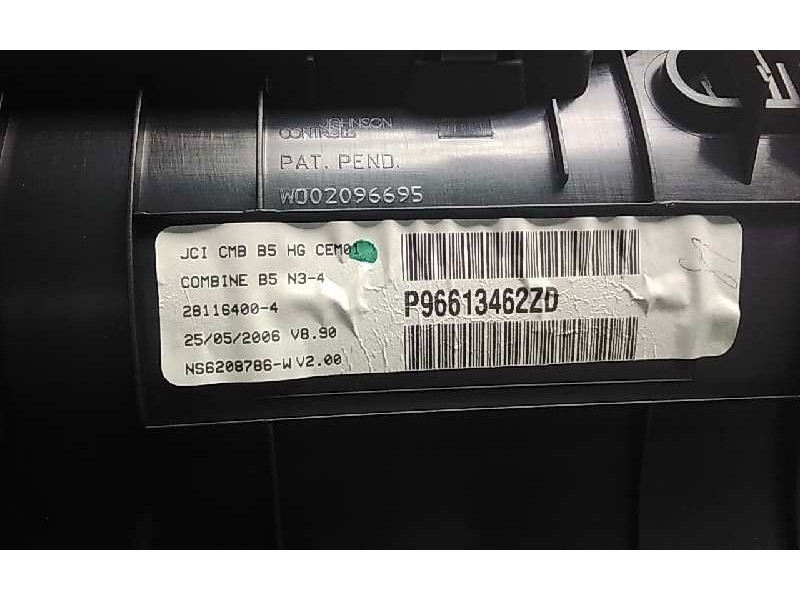 JOHNSON
CONTROLS
PAT. PEND.
WO02096695
JCI CMB B5 HG CEM01
COMBINE B5 N3-4
28116400-4
25/05/2006 V8.90
NS6208786-W V2.00
P96613462ZD